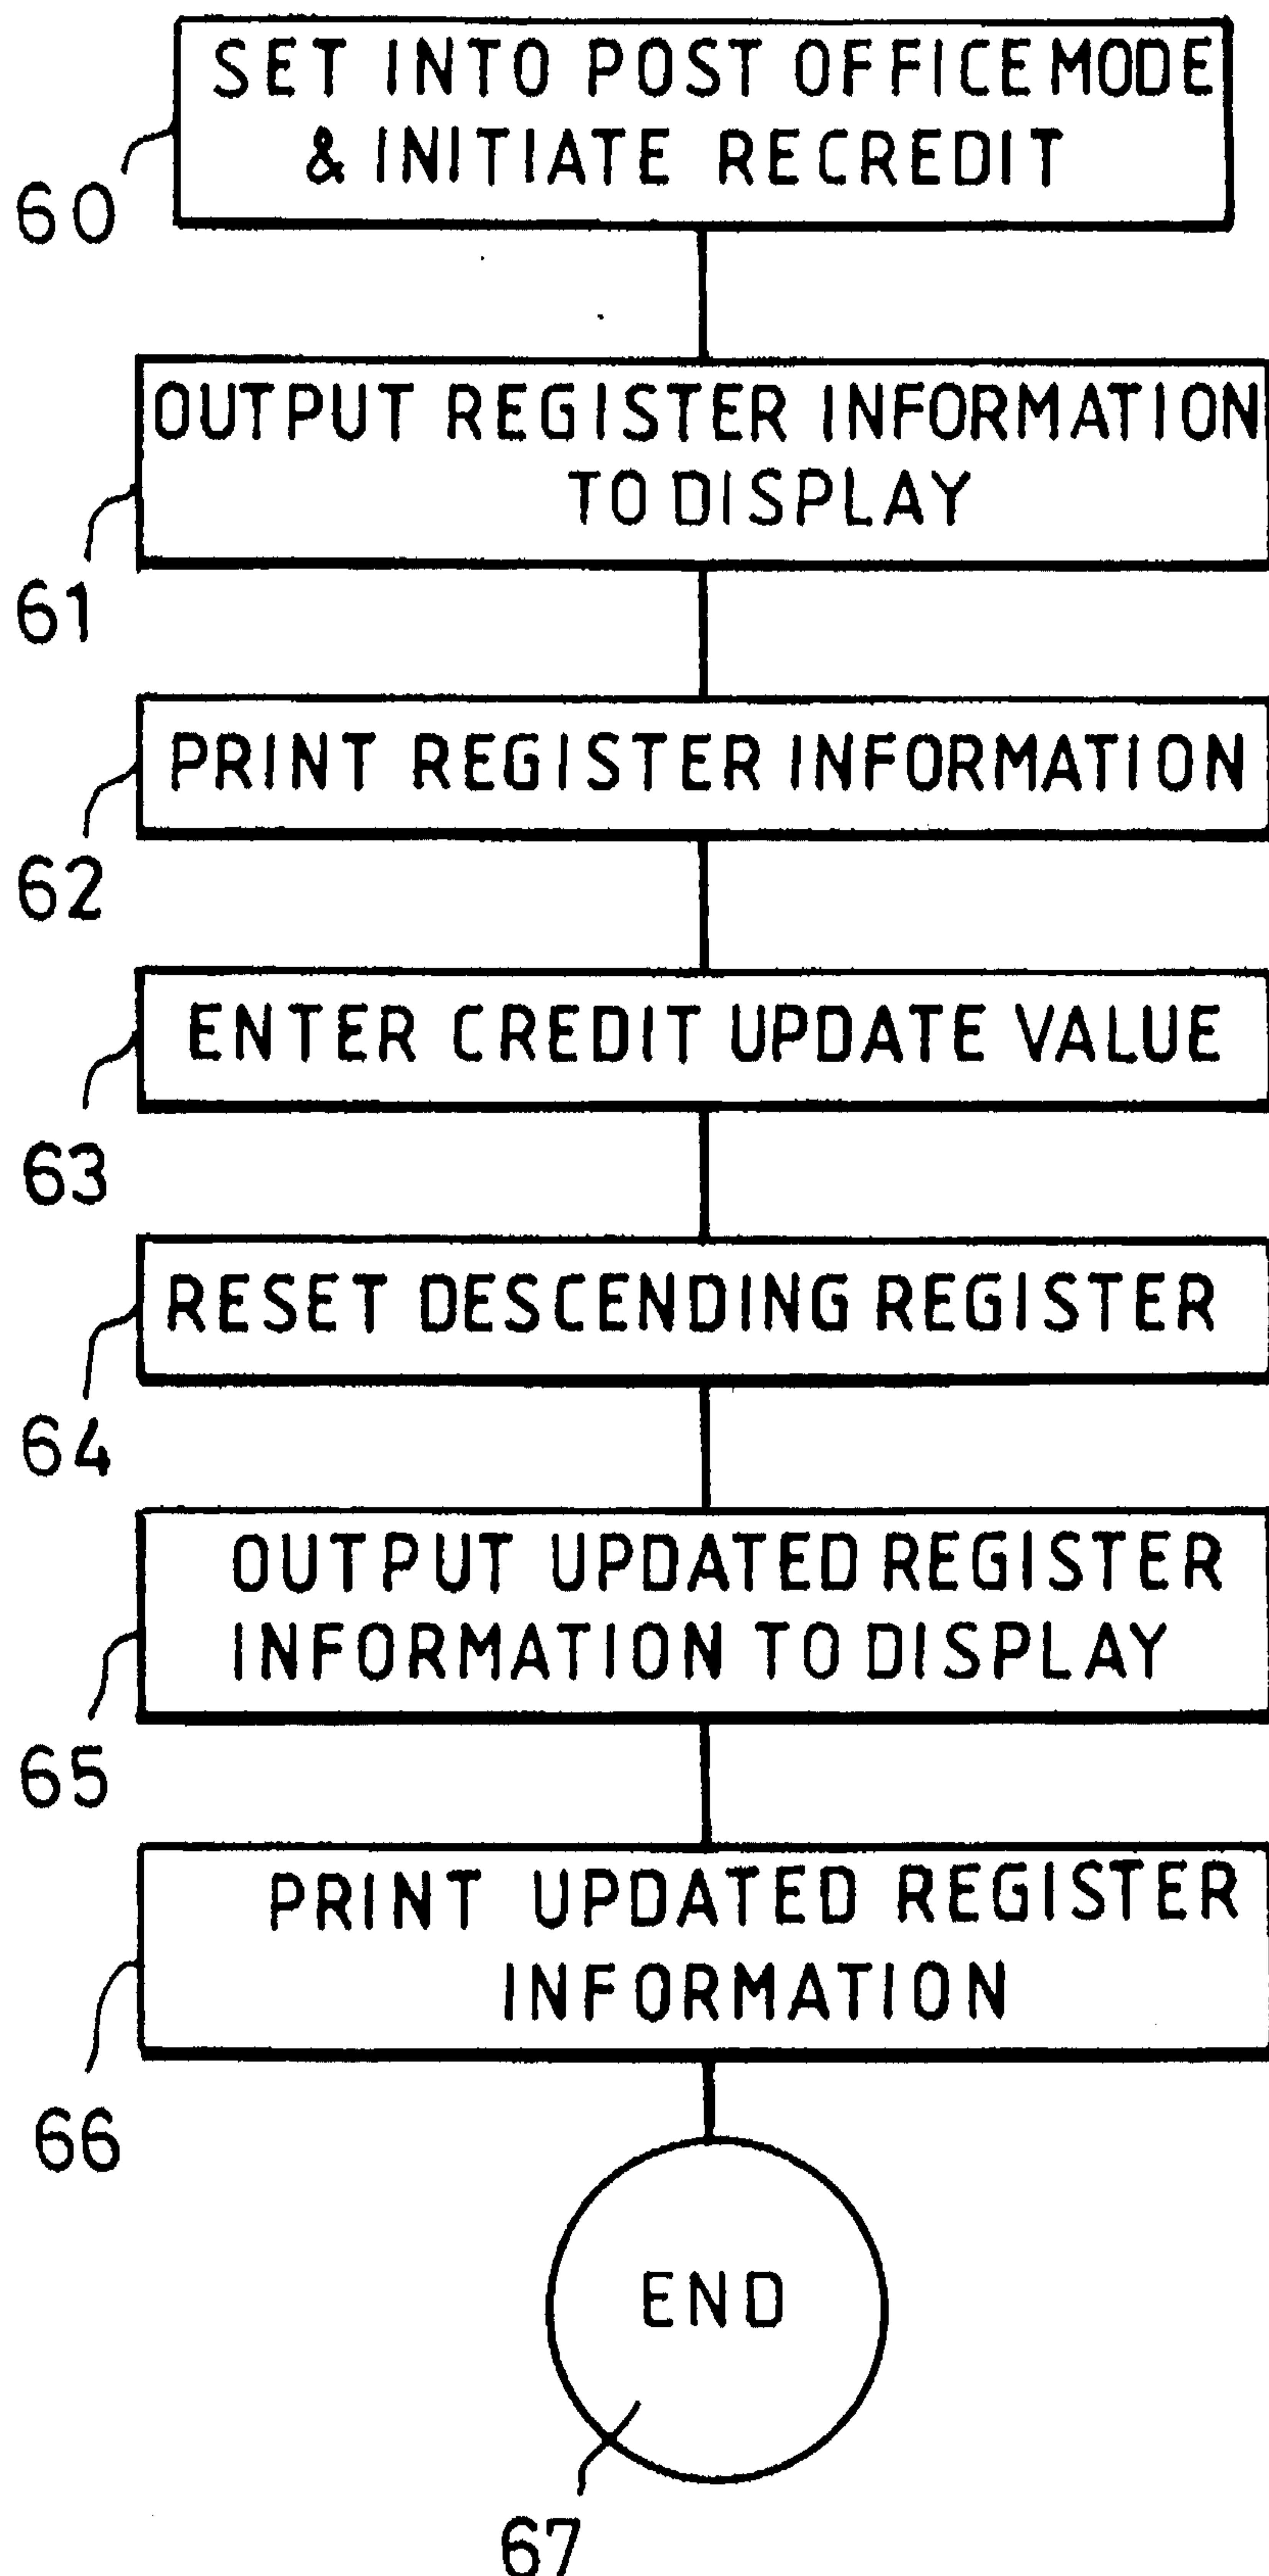 SET INTO POST OFFICE MODE
& INITIATE RECREDIT
60
OUTPUT REGISTER INFORMATION
TO DISPLAY
61
PRINT REGISTER INFORMATION
62
ENTER CREDIT UPDATE VALUE
63
RESET DESCENDING REGISTER
64
OUTPUT UPDATED REGISTER
INFORMATION TO DISPLAY
65
PRINT UPDATED REGISTER
INFORMATION
66
END
67